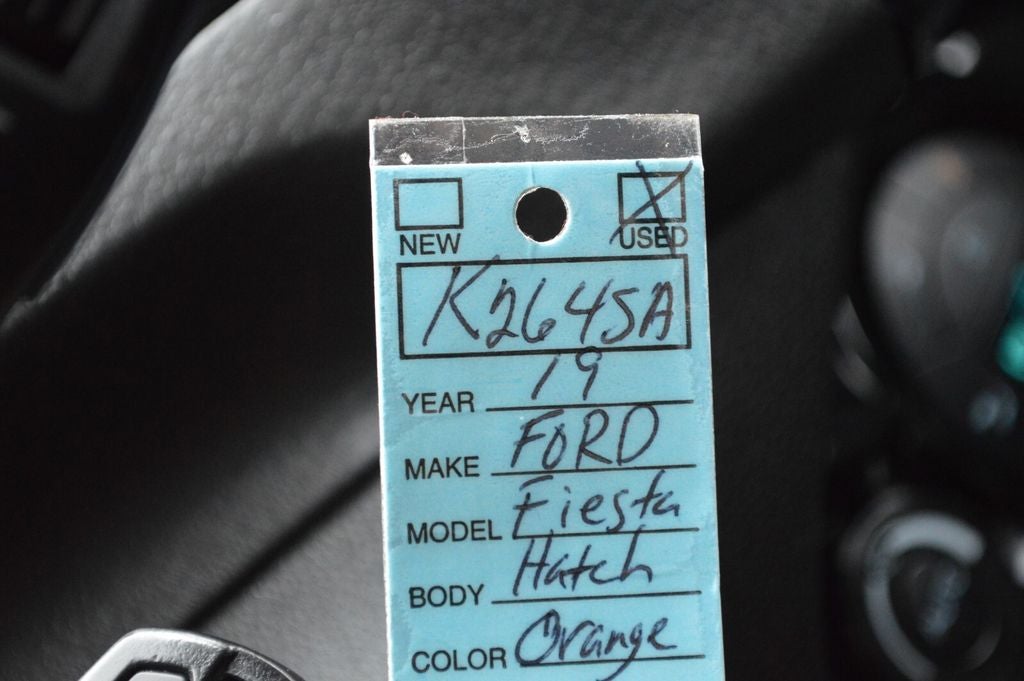 NEW USED
K2645A
YEAR 19
MAKE FORD
MODEL Fiesta
BODY Hatch
COLOR Orange